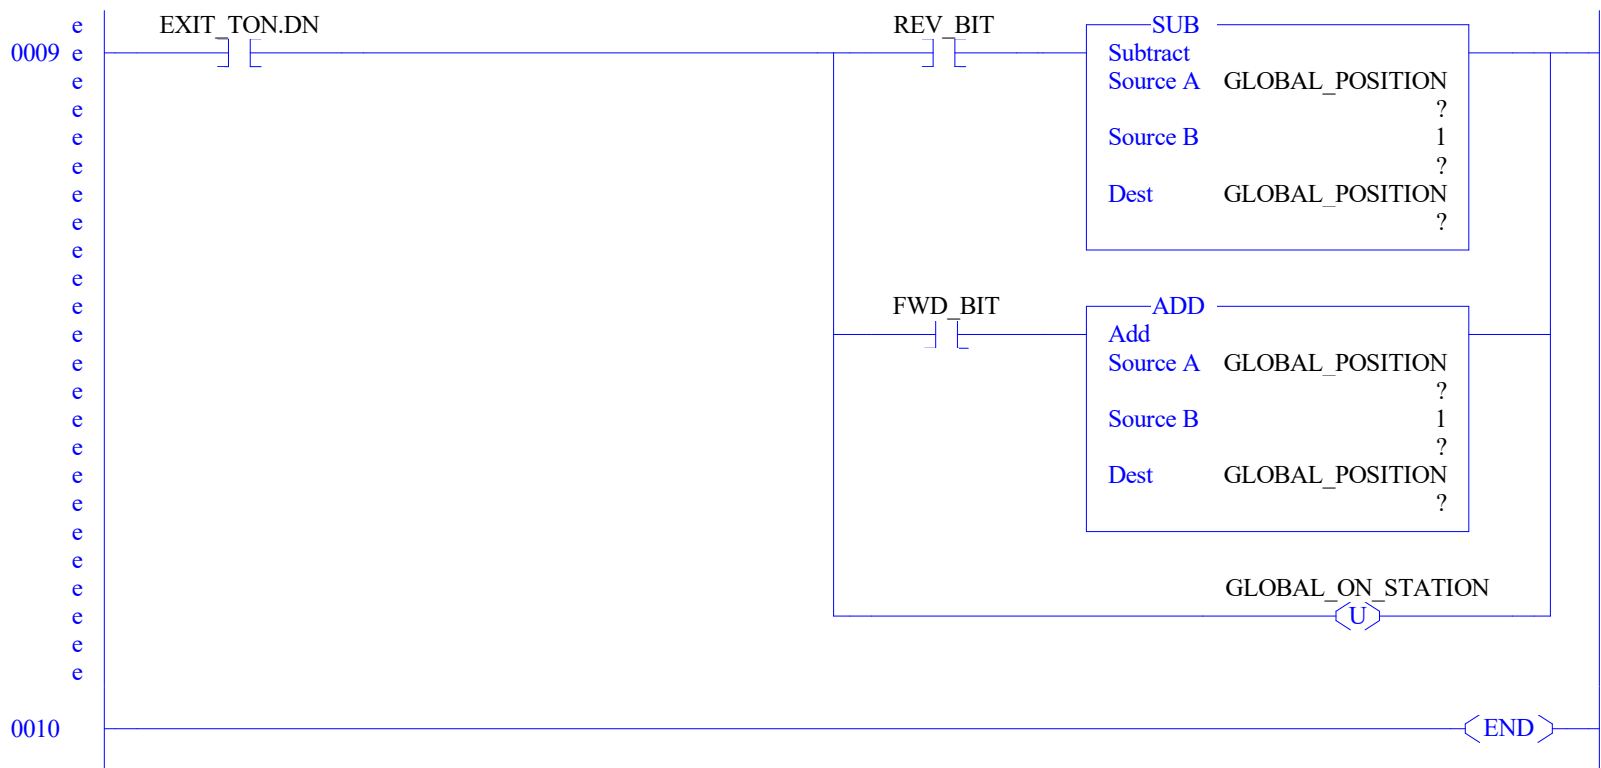 e EXIT_TON.DN REV_BIT SUB
0009 e Subtract
e Source A GLOBAL_POSITION
e ?
e Source B 1
e ?
e Dest GLOBAL_POSITION
e ?
e
e
e FWD_BIT ADD
e Add
e Source A GLOBAL_POSITION
e ?
e Source B 1
e ?
e Dest GLOBAL_POSITION
e ?
e
e
e GLOBAL_ON_STATION
e U
e
e
0010 END